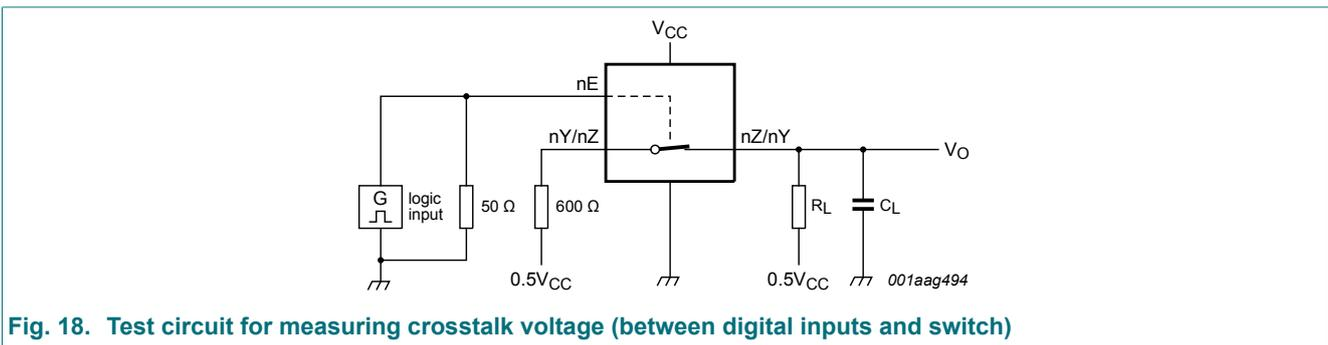 VCC
nE
nY/nZ
nZ/nY
VO
G
logic
input
50 Ω
600 Ω
RL
CL
0.5VCC
0.5VCC
001aag494
Fig. 18. Test circuit for measuring crosstalk voltage (between digital inputs and switch)